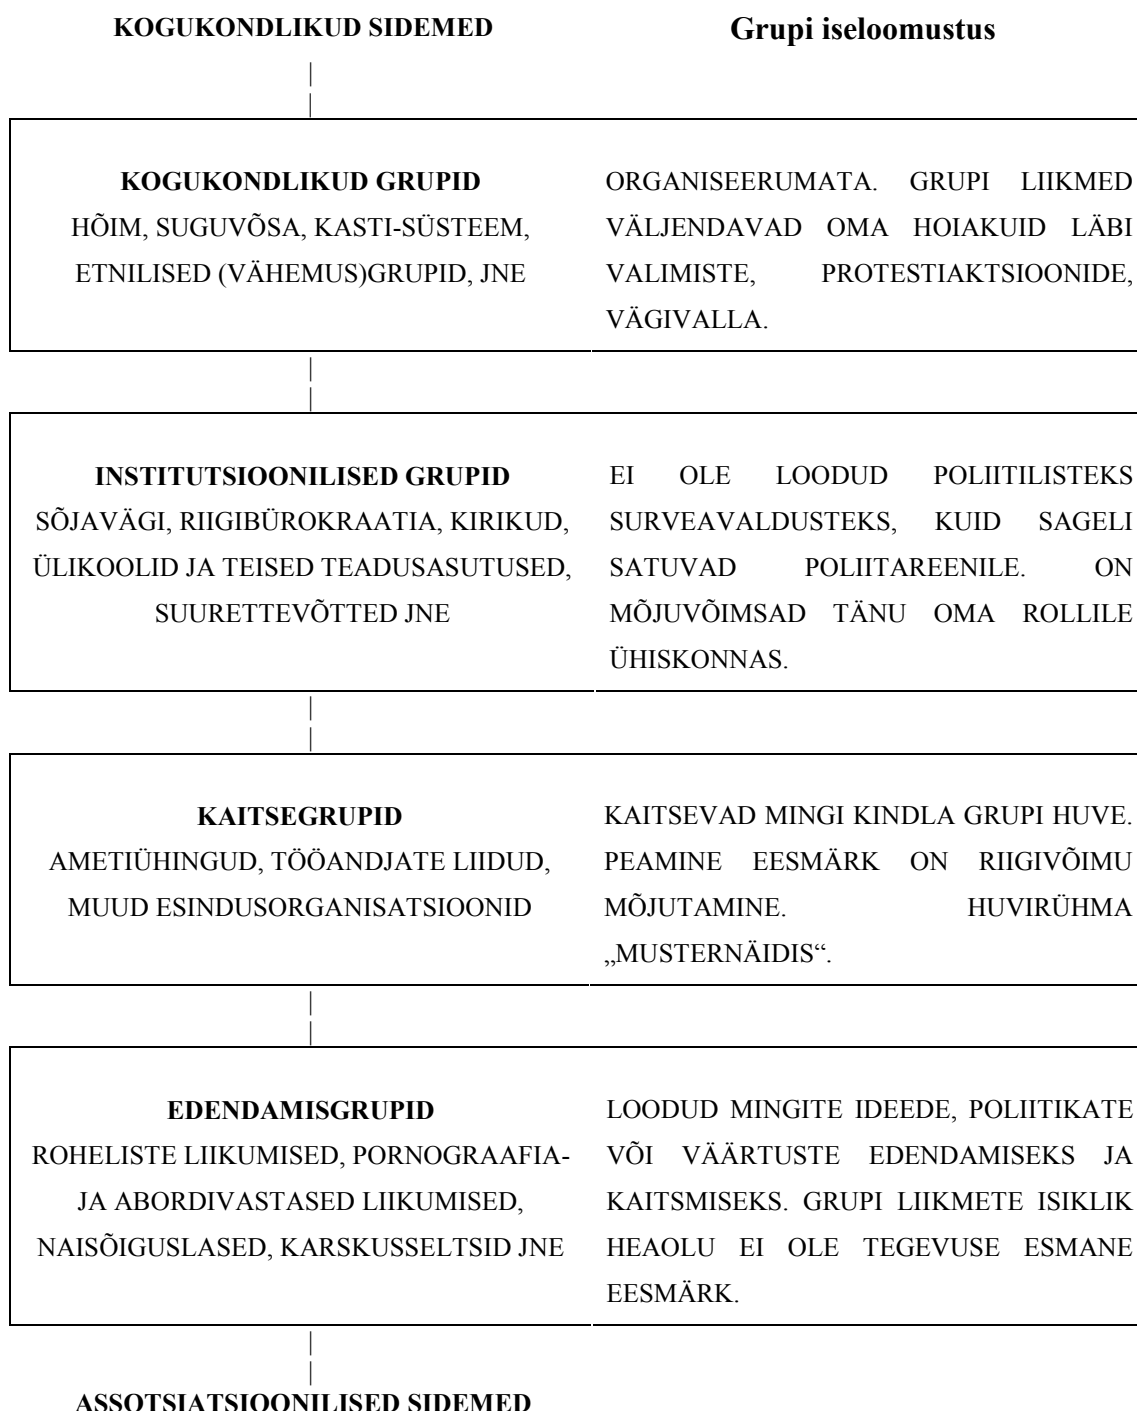 KOGUKONDLIKUD SIDEMED
Grupi iseloomustus
KOGUKONDLIKUD GRUPID
HÕIM, SUGUVÕSA, KASTI-SÜSTEEM,
ETNILISED (VÄHEMUS)GRUPID, JNE
ORGANISEERUMATA. GRUPI LIIKMED
VÄLJENDAVAD OMA HOIAKUID LÄBI
VALIMISTE, PROTESTIAKTSIOONIDE,
VÄGIVALLA.
INSTITUTSIOONILISED GRUPID
SÕJAVÄGI, RIIGIBÜROKRAATIA, KIRIKUD,
ÜLIKOOLID JA TEISED TEADUSASUTUSED,
SUURETTEVÕTTED JNE
EI OLE LOODUD POLIITILISTEKS
SURVEAVALDUSTEKS, KUID SAGELI
SATUVAD POLIITAREENILE. ON
MÕJUVÕIMSAD TÄNU OMA ROLLILE
ÜHISKONNAS.
KAITSEGRUPID
AMETIÜHINGUD, TÖÖANDJATE LIIDUD,
MUUD ESINDUSORGANISATSIOONID
KAITSEVAD MINGI KINDLA GRUPI HUVE.
PEAMINE EESMÄRK ON RIIGIVÕIMU
MÕJUTAMINE. HUVIRÜHMA
„MUSTERNÄIDIS“.
EDENDAMISGRUPID
ROHELISTE LIIKUMISED, PORNOGRAAFIA-
JA ABORDIVASTASED LIIKUMISED,
NAISÕIGUSLASED, KARSKUSSELTSID JNE
LOODUD MINGITE IDEEDE, POLIITIKATE
VÕI VÄÄRTUSTE EDENDAMISEKS JA
KAITSMISEKS. GRUPI LIIKMETE ISIKLIK
HEAOLU EI OLE TEGEVUSE ESMANE
EESMÄRK.
ASSOTSIATSIOONILISED SIDEMED